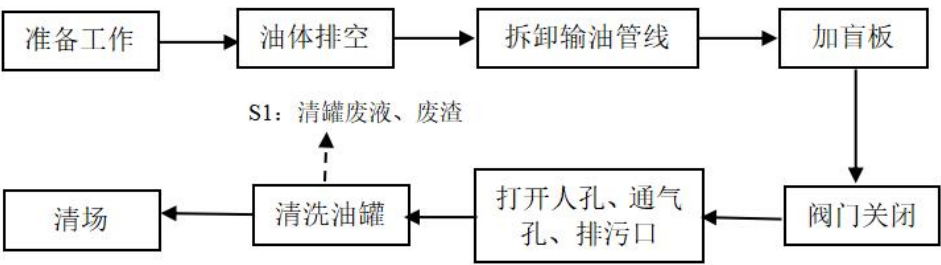 准备工作
油体排空
拆卸输油管线
加盲板
S1：清罐废液、废渣
清场
清洗油罐
打开人孔、通气
孔、排污口
阀门关闭